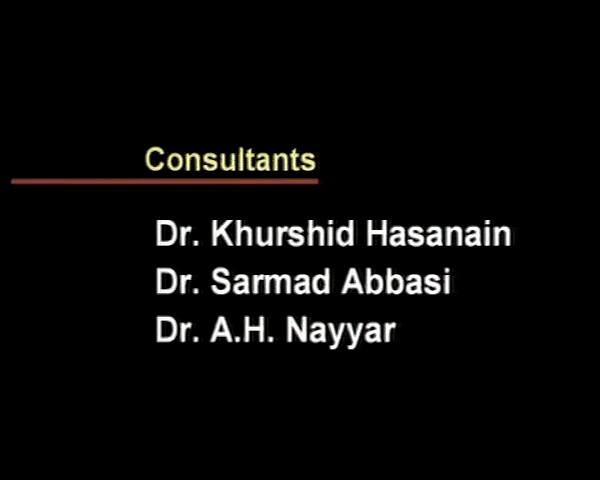 Consultants
Dr. Khurshid Hasanain
Dr. Sarmad Abbasi
Dr. A.H. Nayyar